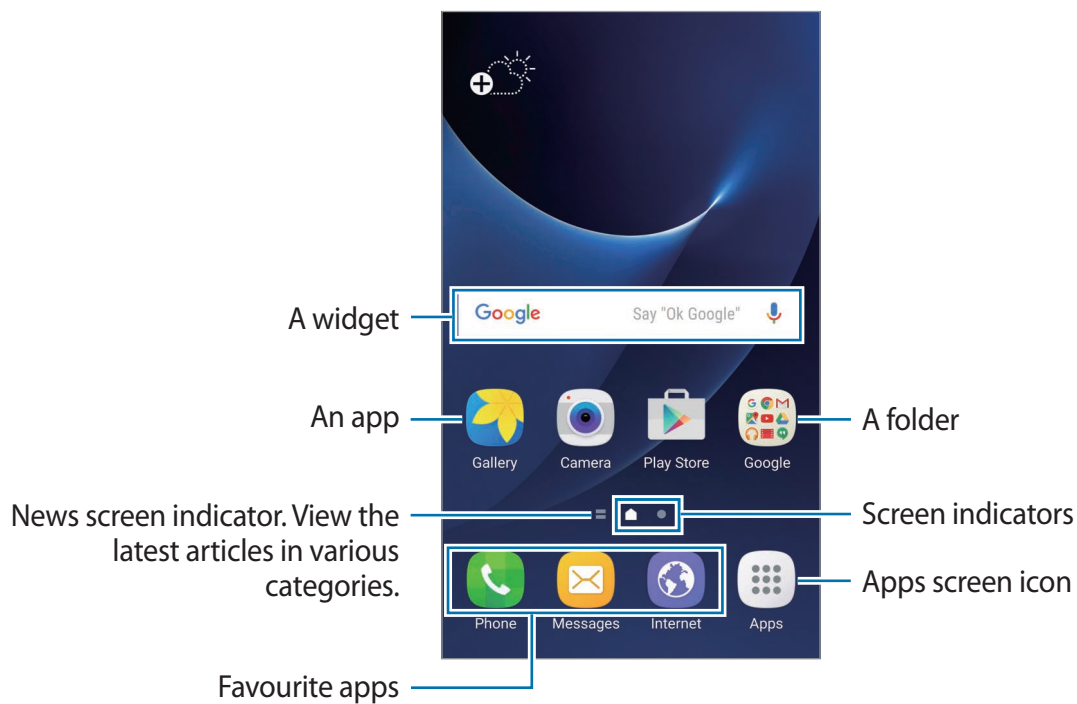 Google
Say "Ok Google"
A widget
An app
A folder
Gallery
Camera
Play Store
Google
News screen indicator. View the
latest articles in various
categories.
Screen indicators
Apps screen icon
Phone
Messages
Internet
Apps
Favourite apps